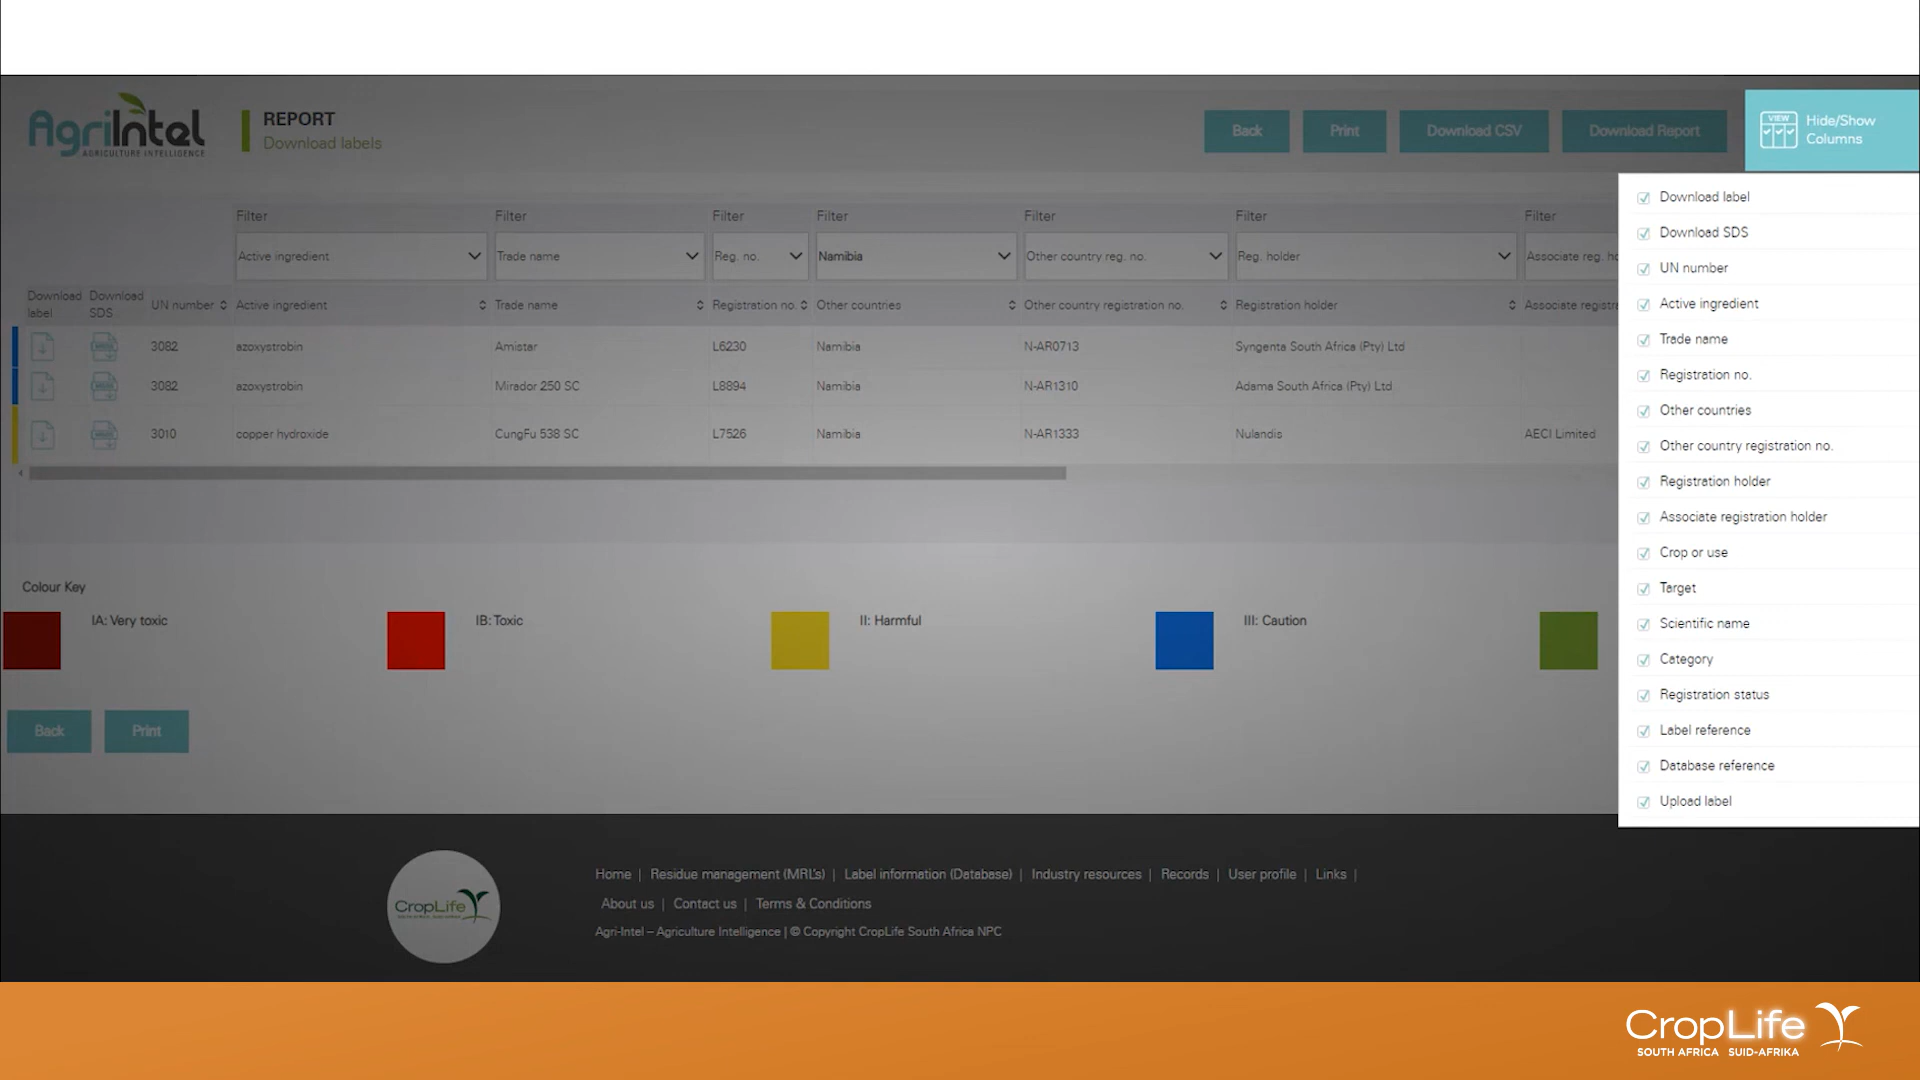 AgriIntel
AGRICULTURE INTELLIGENCE
REPORT
Download labels
Back
Print
Download CSV
Download Report
VIEW
Hide/Show
Columns
Filter
Filter
Filter
Filter
Filter
Filter
Filter
Active ingredient
Trade name
Reg. no.
Namibia
Other country reg. no.
Reg. holder
Associate reg. ho
Download label
Download SDS
UN number
Active ingredient
Trade name
Registration no.
Other countries
Other country registration no.
Registration holder
Associate registre
3082 azoxystrobin Amistar L6230 Namibia N-AR0713 Syngenta South Africa (Pty) Ltd
3082 azoxystrobin Mirador 250 SC L8894 Namibia N-AR1310 Adama South Africa (Pty) Ltd
3010 copper hydroxide CungFu 538 SC L7526 Namibia N-AR1333 Nulandis AECI Limited
Download label
Download SDS
UN number
Active ingredient
Trade name
Registration no.
Other countries
Other country registration no.
Registration holder
Associate registration holder
Crop or use
Target
Scientific name
Category
Registration status
Label reference
Database reference
Upload label
Colour Key
IA: Very toxic
IB: Toxic
II: Harmful
III: Caution
Back
Print
CropLife
Home | Residue management (MRL's) | Label information (Database) | Industry resources | Records | User profile | Links |
About us | Contact us | Terms & Conditions
Agri-Intel – Agriculture Intelligence | © Copyright CropLife South Africa NPC
CropLife
SOUTH AFRICA SUID-AFRIKA